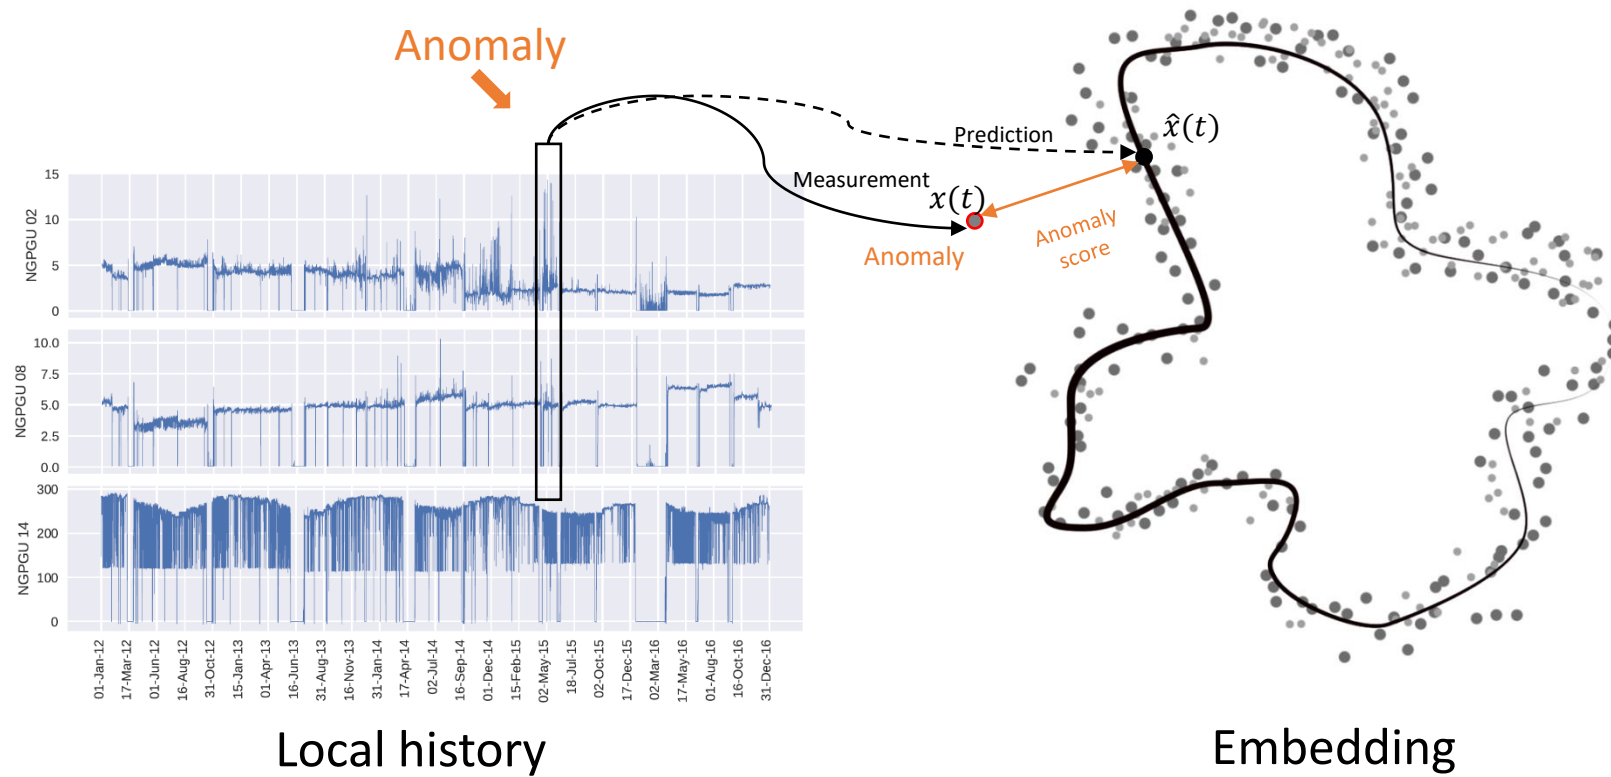 Anomaly
Prediction
x̂(t)
Measurement
x(t)
Anomaly
Anomaly
score
NGPGU 02
15
10
5
0
NGPGU 08
10.0
7.5
5.0
2.5
0.0
NGPGU 14
300
200
100
0
01-Jan-12
17-Mar-12
01-Jun-12
16-Aug-12
31-Oct-12
15-Jan-13
01-Apr-13
16-Jun-13
31-Aug-13
16-Nov-13
31-Jan-14
17-Apr-14
02-Jul-14
16-Sep-14
01-Dec-14
15-Feb-15
02-May-15
18-Jul-15
02-Oct-15
17-Dec-15
02-Mar-16
17-May-16
01-Aug-16
16-Oct-16
31-Dec-16
Local history
Embedding